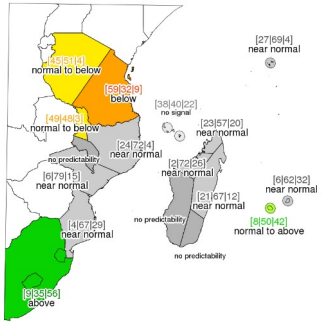 [27|69|4]
near normal
[45|51|4]
normal to below
[59|32|9]
below
[38|40|22]
no signal
[49|48|3]
normal to below
[23|57|20]
near normal
[24|72|4]
near normal
no predictability
[2|72|26]
near normal
[6|79|15]
near normal
[6|62|32]
near normal
[21|67|12]
near normal
[4|67|29]
near normal
no predictability
[8|50|42]
normal to above
no predictability
[9|35|56]
above